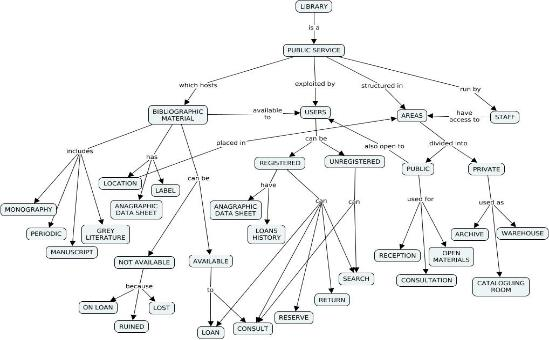 LIBRARY
is a
PUBLIC SERVICE
which hosts
exploited by
structured in
run by
BIBLIOGRAPHIC
MATERIAL
available
to
USERS
AREAS
have
access to
STAFF
includes
has
placed in
can be
also open to
divided into
LOCATION
LABEL
ANAGRAPHIC
DATA SHEET
can be
REGISTERED
UNREGISTERED
PUBLIC
PRIVATE
MONOGRAPHY
PERIODIC
MANUSCRIPT
GREY
LITERATURE
have
ANAGRAPHIC
DATA SHEET
LOANS
HISTORY
can
can
used for
used as
RECEPTION
OPEN
MATERIALS
CONSULTATION
ARCHIVE
WAREHOUSE
CATALOGUING
ROOM
NOT AVAILABLE
AVAILABLE
because
to
ON LOAN
LOST
RUINED
LOAN
CONSULT
RESERVE
RETURN
SEARCH